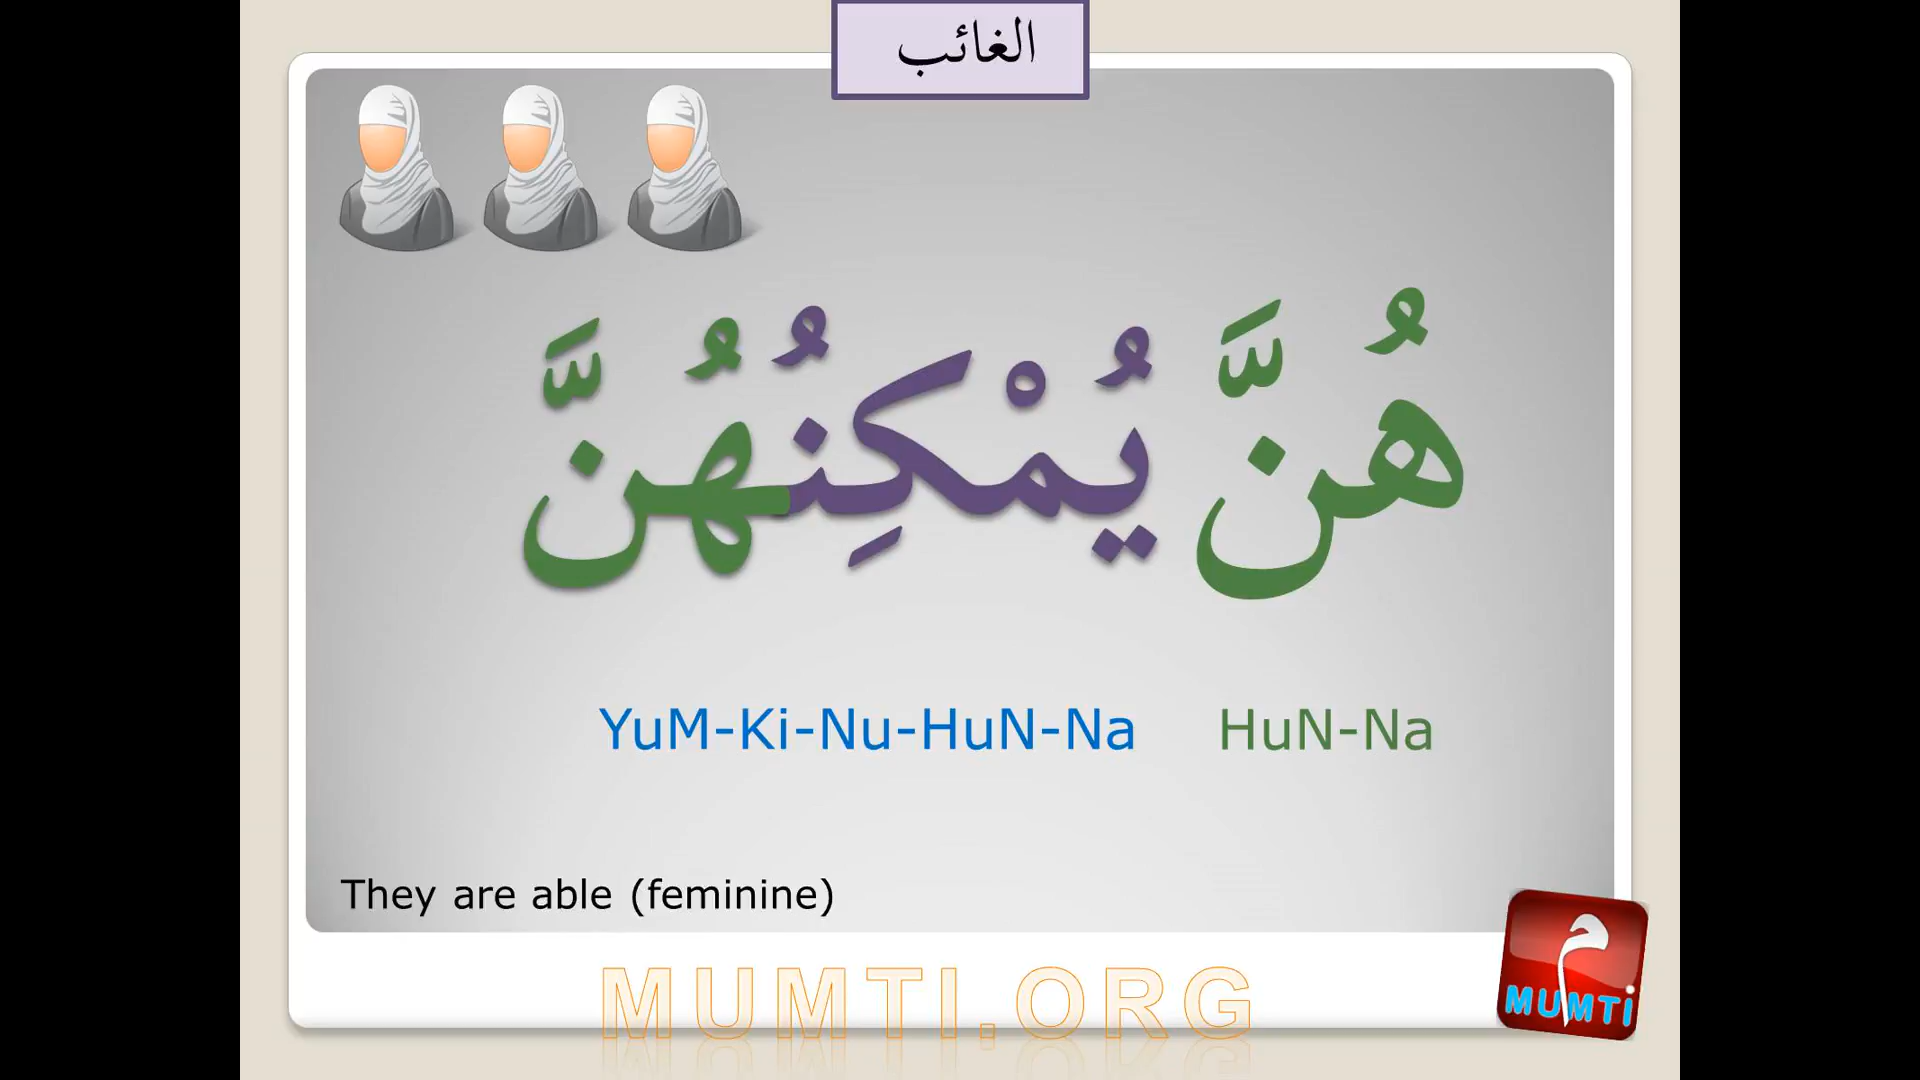 الغائب
هُنَّ يُمْكِنُهُنَّ
YuM-Ki-Nu-HuN-Na HuN-Na
They are able (feminine)
م
MUMTi
MUMTI.ORG